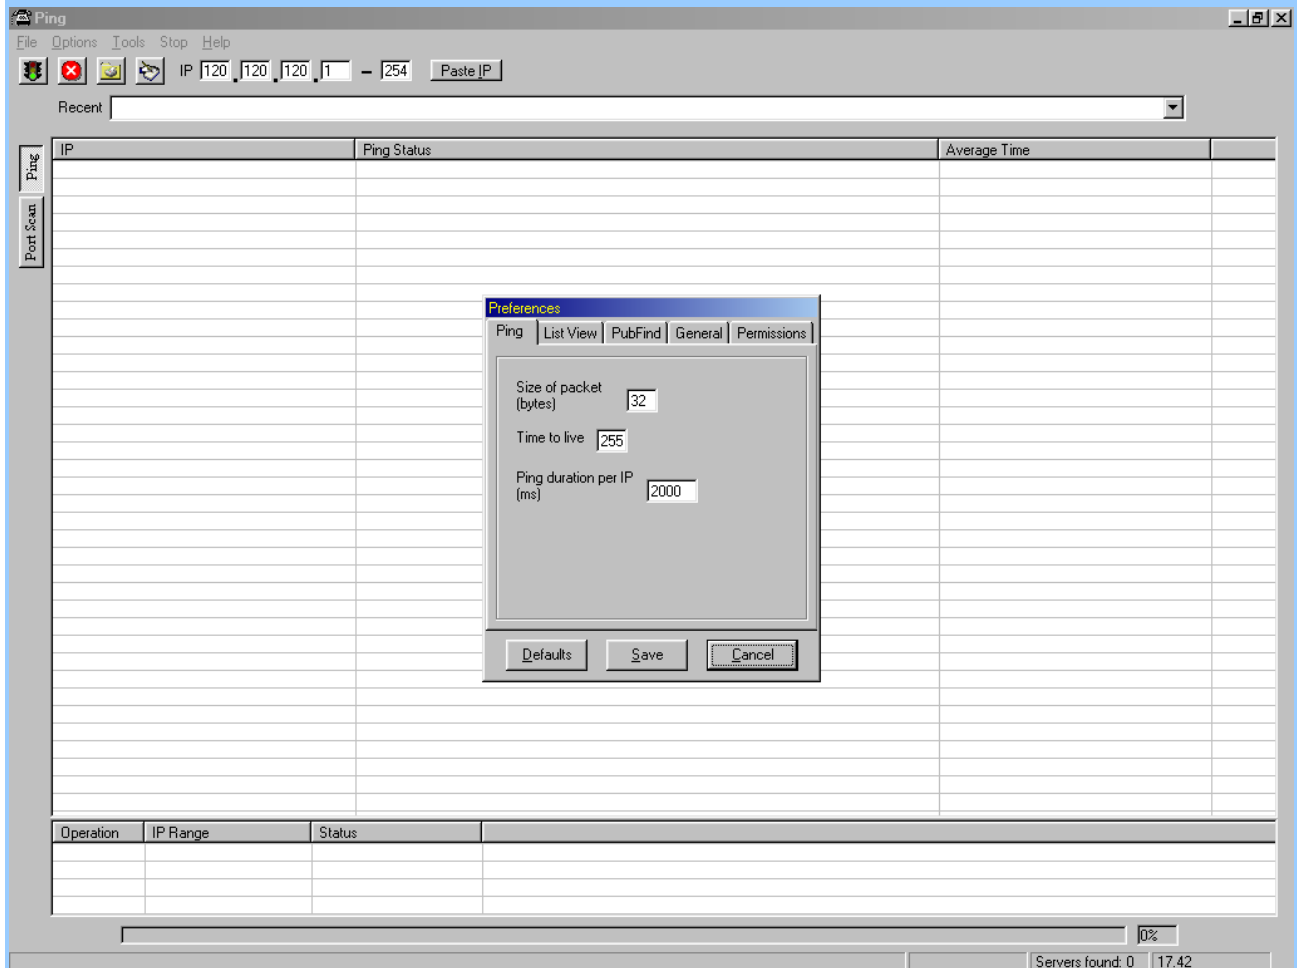 Ping
File Options Tools Stop Help
IP 120 . 120 . 120 . 1 – 254 Paste IP
Recent
Ping
Port Scan
IP Ping Status Average Time
Preferences
Ping List View PubFind General Permissions
Size of packet
(bytes) 32
Time to live 255
Ping duration per IP
(ms) 2000
Defaults Save Cancel
Operation IP Range Status
0%
Servers found: 0 17.42